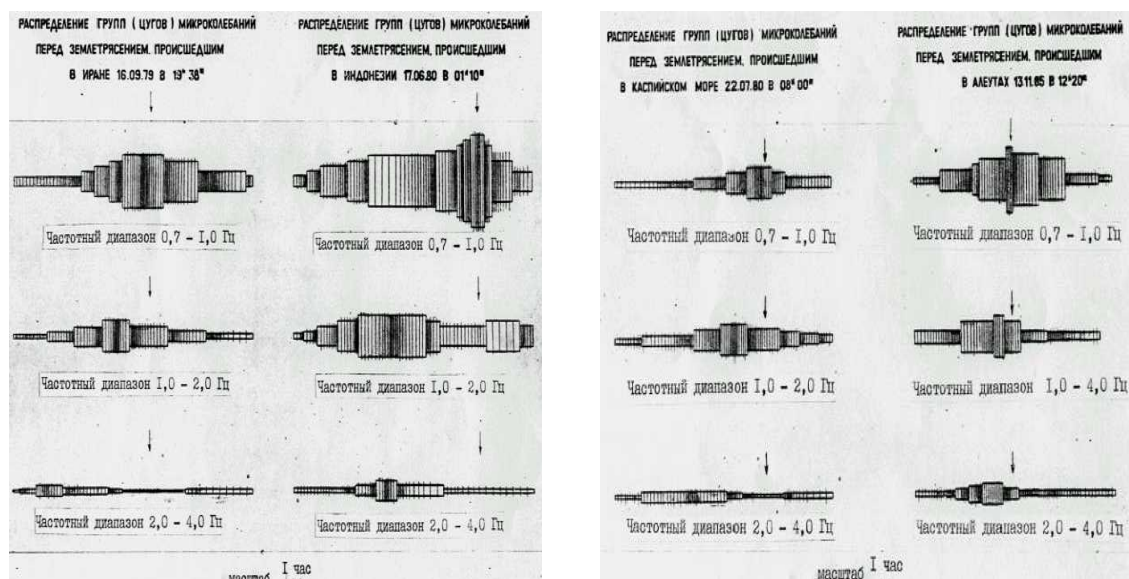 РАСПРЕДЕЛЕНИЕ ГРУПП (ЦУГОВ) МИКРОКОЛЕБАНИЙ
ПЕРЕД ЗЕМЛЕТРЯСЕНИЕМ, ПРОИСШЕДШИМ
В ИРАНЕ 16.09.79 В 19ч 38м
Частотный диапазон 0,7 – I,0 Гц
Частотный диапазон I,0 – 2,0 Гц
Частотный диапазон 2,0 – 4,0 Гц
РАСПРЕДЕЛЕНИЕ ГРУПП (ЦУГОВ) МИКРОКОЛЕБАНИЙ
ПЕРЕД ЗЕМЛЕТРЯСЕНИЕМ, ПРОИСШЕДШИМ
В ИНДОНЕЗИИ 17.06.80 В 01ч10м
Частотный диапазон 0,7 – I,0 Гц
Частотный диапазон I,0 – 2,0 Гц
Частотный диапазон 2,0 – 4,0 Гц
масштаб I час
РАСПРЕДЕЛЕНИЕ ГРУПП (ЦУГОВ) МИКРОКОЛЕБАНИЙ
ПЕРЕД ЗЕМЛЕТРЯСЕНИЕМ, ПРОИСШЕДШИМ
В КАСПИЙСКОМ МОРЕ 22.07.80 В 08ч 00м
Частотный диапазон 0,7 – I,0 Гц
Частотный диапазон I,0 – 2,0 Гц
Частотный диапазон 2,0 – 4,0 Гц
РАСПРЕДЕЛЕНИЕ ГРУПП (ЦУГОВ) МИКРОКОЛЕБАНИЙ
ПЕРЕД ЗЕМЛЕТРЯСЕНИЕМ, ПРОИСШЕДШИМ
В АЛЕУТАХ 13.11.85 В 12ч20м
Частотный диапазон 0,7 – I,0 Гц
Частотный диапазон I,0 – 4,0 Гц
Частотный диапазон 2,0 – 4,0 Гц
масштаб I час